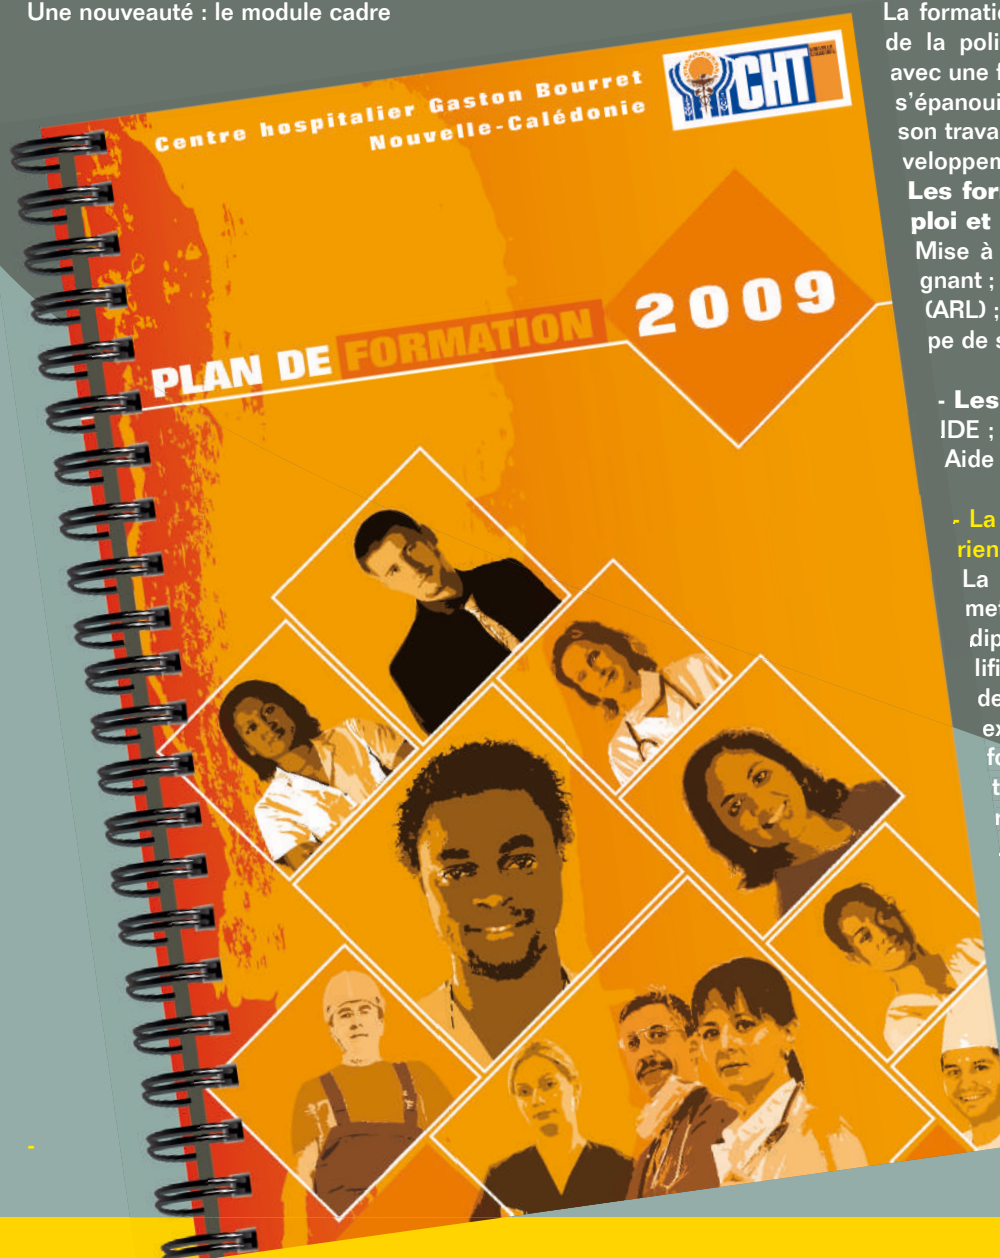 Une nouveauté : le module cadre
Centre hospitalier Gaston Bourret
Nouvelle-Calédonie
CHT
PLAN DE FORMATION 2009
La formati
de la poli
avec une f
s'épanoui
son trava
veloppem
Les for
ploi et
Mise à
gnant ;
(ARL) ;
pe de s
- Les
IDE ;
Aide
- La
rien
La
met
dip
lifi
de
ex
fo
t
-